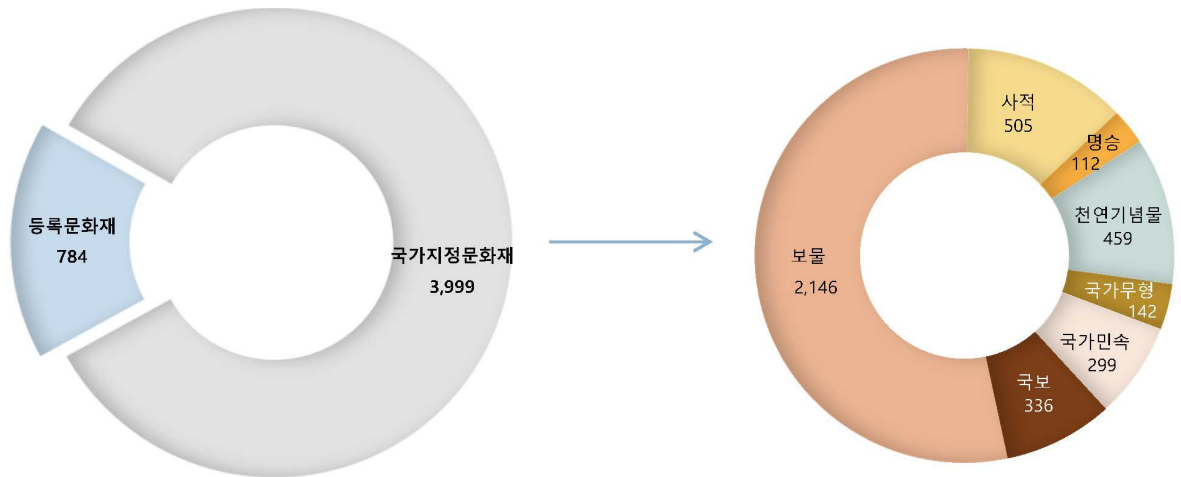 등록문화재
784
국가지정문화재
3,999
사적
505
명승
112
천연기념물
459
국가무형
142
국가민속
299
국보
336
보물
2,146